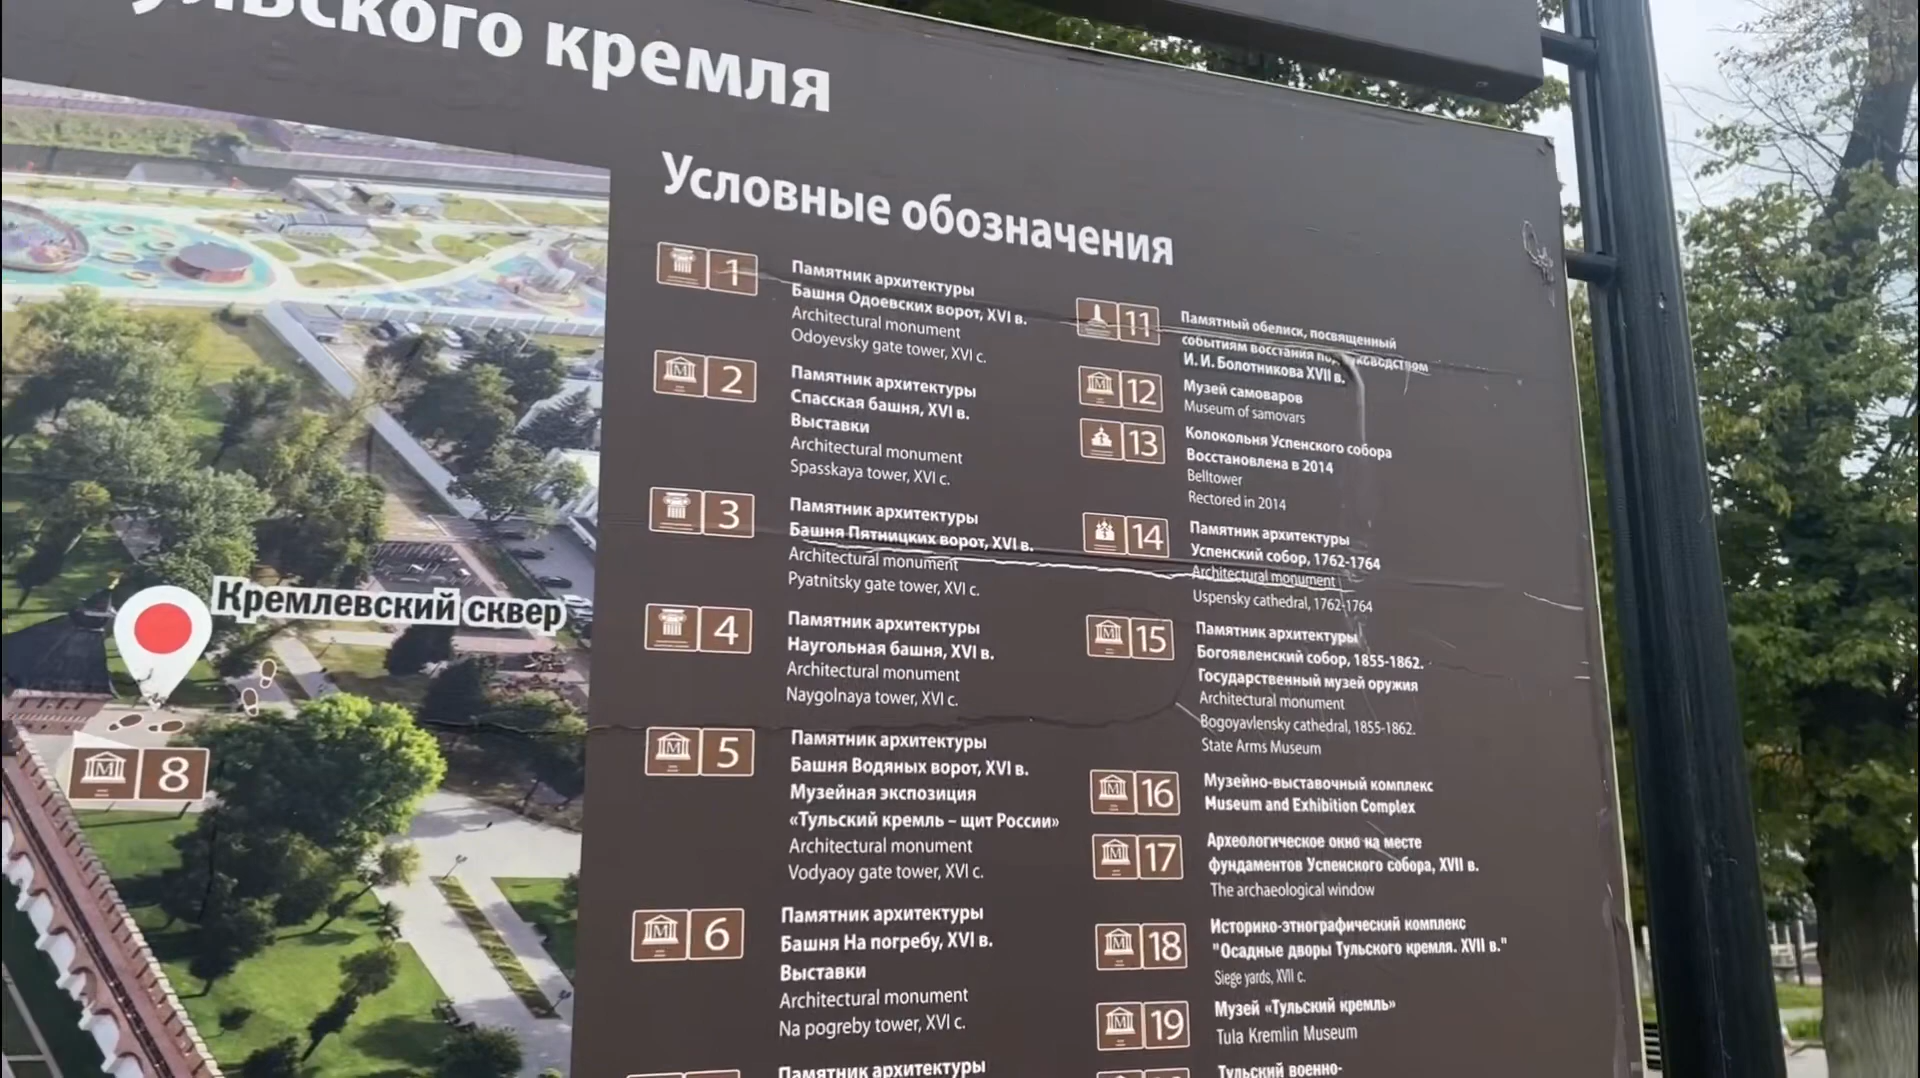 кремля
Условные обозначения
1
Памятник архитектуры
Башня Одоевских ворот, XVI в.
Architectural monument
Odoyevsky gate tower, XVI c.
2
Памятник архитектуры
Спасская башня, XVI в.
Выставки
Architectural monument
Spasskaya tower, XVI c.
3
Памятник архитектуры
Башня Пятницких ворот, XVI в.
Architectural monument
Pyatnitsky gate tower, XVI c.
4
Памятник архитектуры
Наугольная башня, XVI в.
Architectural monument
Naygolnaya tower, XVI c.
5
Памятник архитектуры
Башня Водяных ворот, XVI в.
Музейная экспозиция
«Тульский кремль – щит России»
Architectural monument
Vodyaoy gate tower, XVI c.
6
Памятник архитектуры
Башня На погребу, XVI в.
Выставки
Architectural monument
Na pogreby tower, XVI c.
Памятник архитектуры
11
Памятный обелиск, посвященный
событиям восстания
И. И. Болотникова XVII в.
12
Музей самоваров
Museum of samovars
13
Колокольня Успенского собора
Восстановлена в 2014
Belltower
Rectored in 2014
14
Памятник архитектуры
Успенский собор, 1762-1764
Architectural monument
Uspensky cathedral, 1762-1764
15
Памятник архитектуры
Богоявленский собор, 1855-1862.
Государственный музей оружия
Architectural monument
Bogoyavlensky cathedral, 1855-1862.
State Arms Museum
16
Музейно-выставочный комплекс
Museum and Exhibition Complex
17
Археологическое окно на месте
фундаментов Успенского собора, XVII в.
The archaeological window
18
Историко-этнографический комплекс
"Осадные дворы Тульского кремля. XVII в."
Siege yards, XVII c.
19
Музей «Тульский кремль»
Tula Kremlin Museum
Тульский военно-
Кремлевский сквер
M 8